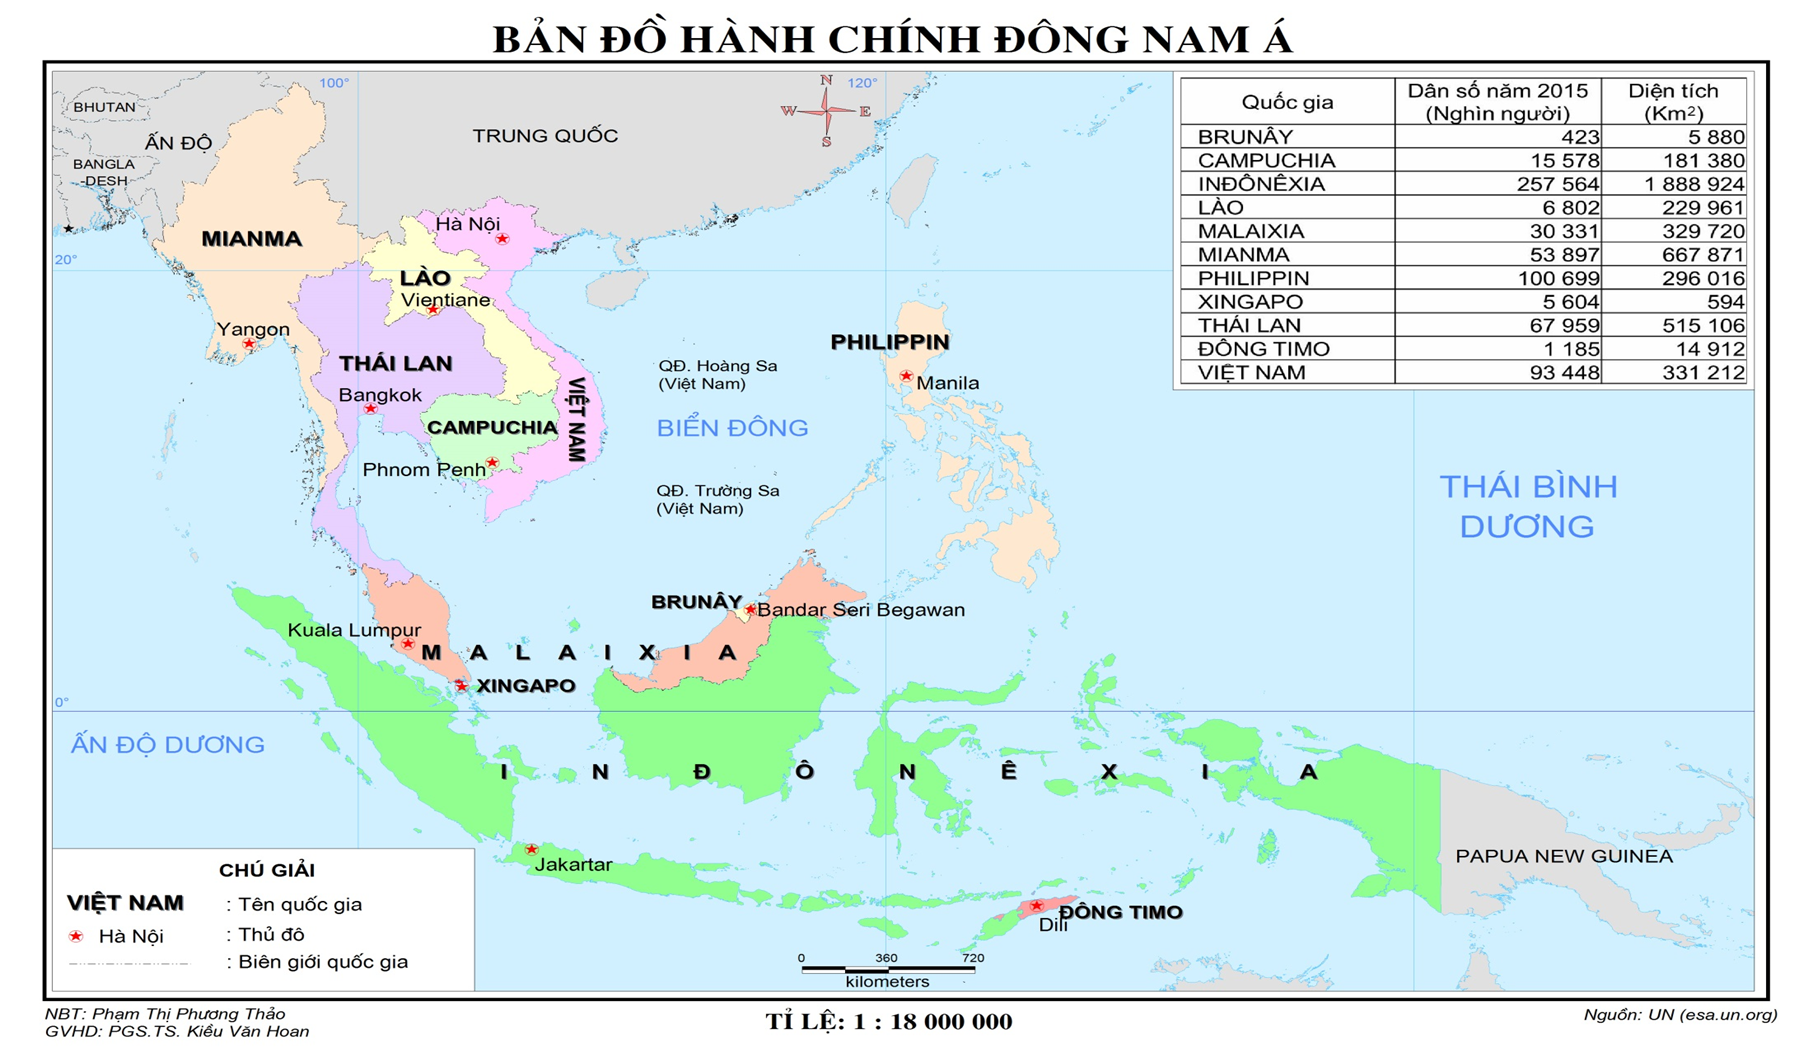 BẢN ĐỒ HÀNH CHÍNH ĐÔNG NAM Á
100°
120°
N
W
E
S
Quốc gia
Dân số năm 2015
(Nghìn người)
Diện tích
(Km2)
BRUNÂY 423 5 880
CAMPUCHIA 15 578 181 380
INĐÔNÊXIA 257 564 1 888 924
LÀO 6 802 229 961
MALAIXIA 30 331 329 720
MIANMA 53 897 667 871
PHILIPPIN 100 699 296 016
XINGAPO 5 604 594
THÁI LAN 67 959 515 106
ĐÔNG TIMO 1 185 14 912
VIỆT NAM 93 448 331 212
BHUTAN
ẤN ĐỘ
BANGLA
-DESH
TRUNG QUỐC
MIANMA
Hà Nội
20°
LÀO
Vientiane
Yangon
THÁI LAN
Bangkok
VIỆT NAM
CAMPUCHIA
Phnom Penh
PHILIPPIN
Manila
QĐ. Hoàng Sa
(Việt Nam)
BIỂN ĐÔNG
QĐ. Trường Sa
(Việt Nam)
THÁI BÌNH
DƯƠNG
BRUNÂY
Bandar Seri Begawan
Kuala Lumpur
MALAIXIA
XINGAPO
0°
ẤN ĐỘ DƯƠNG
INĐÔNÊXIA
Jakartar
PAPUA NEW GUINEA
ĐÔNG TIMO
Dili
CHÚ GIẢI
VIỆT NAM : Tên quốc gia
Hà Nội : Thủ đô
: Biên giới quốc gia
0 360 720
kilometers
NBT: Phạm Thị Phương Thảo
GVHD: PGS.TS. Kiều Văn Hoan
TỈ LỆ: 1 : 18 000 000
Nguồn: UN (esa.un.org)